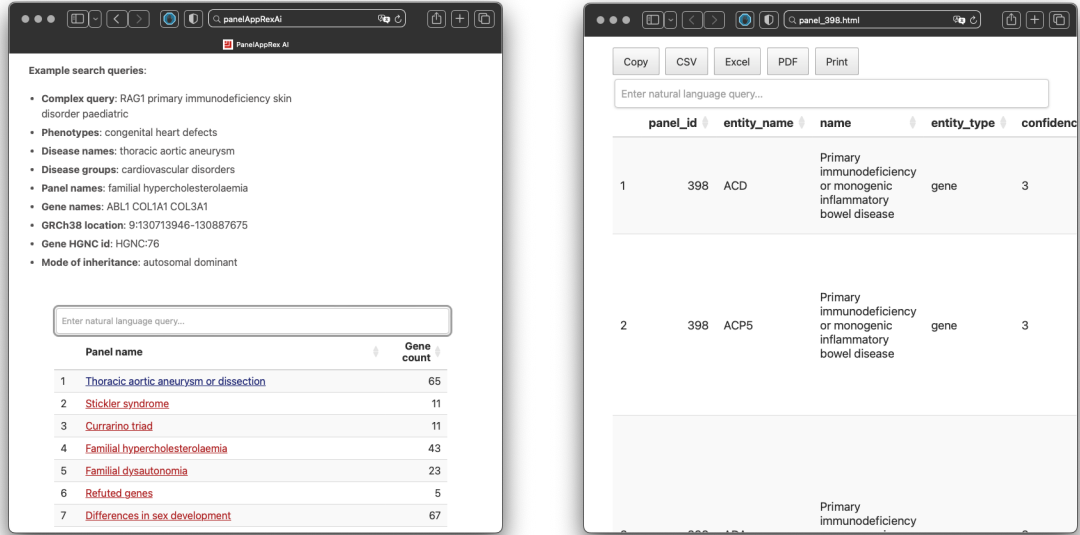 panelAppRexAi
PanelAppRex AI
Example search queries:
• Complex query: RAG1 primary immunodeficiency skin
disorder paediatric
• Phenotypes: congenital heart defects
• Disease names: thoracic aortic aneurysm
• Disease groups: cardiovascular disorders
• Panel names: familial hypercholesterolaemia
• Gene names: ABL1 COL1A1 COL3A1
• GRCh38 location: 9:130713946-130887675
• Gene HGNC id: HGNC:76
• Mode of inheritance: autosomal dominant
Enter natural language query...
Panel name Gene
count
1 Thoracic aortic aneurysm or dissection 65
2 Stickler syndrome 11
3 Currarino triad 11
4 Familial hypercholesterolaemia 43
5 Familial dysautonomia 23
6 Refuted genes 5
7 Differences in sex development 67
panel_398.html
Copy CSV Excel PDF Print
Enter natural language query...
panel_id entity_name name entity_type confidenc
Primary
immunodeficiency
1 398 ACD or monogenic gene 3
inflammatory
bowel disease
Primary
immunodeficiency
2 398 ACP5 or monogenic gene 3
inflammatory
bowel disease
Primary
immunodeficiency